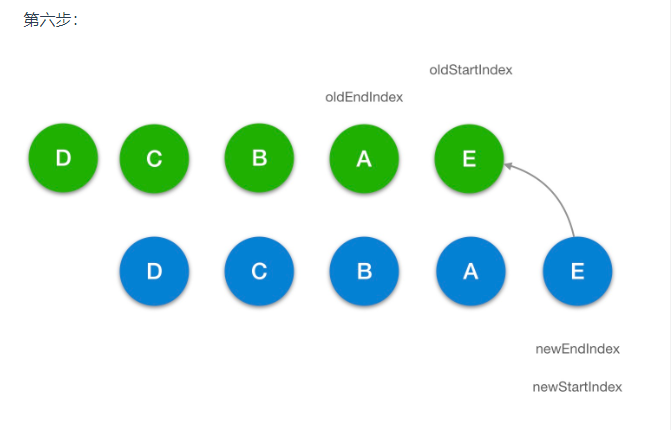 第六步：
oldStartIndex
oldEndIndex
D C B A E
D C B A E
newEndIndex
newStartIndex